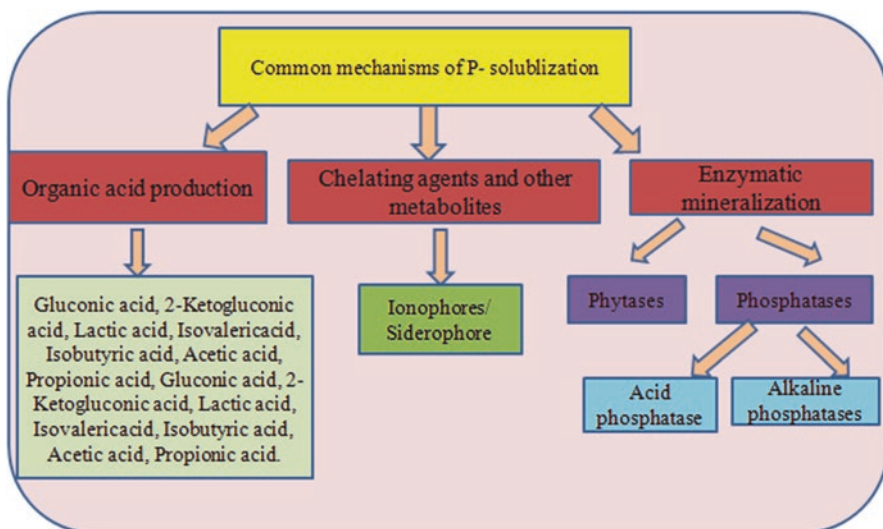 Common mechanisms of P- solublization
Organic acid production
Chelating agents and other
metabolites
Enzymatic
mineralization
Gluconic acid, 2-Ketogluconic
acid, Lactic acid, Isovalericacid,
Isobutyric acid, Acetic acid,
Propionic acid, Gluconic acid, 2-
Ketogluconic acid, Lactic acid,
Isovalericacid, Isobutyric acid,
Acetic acid, Propionic acid.
Ionophores/
Siderophore
Phytases
Phosphatases
Acid
phosphatase
Alkaline
phosphatases